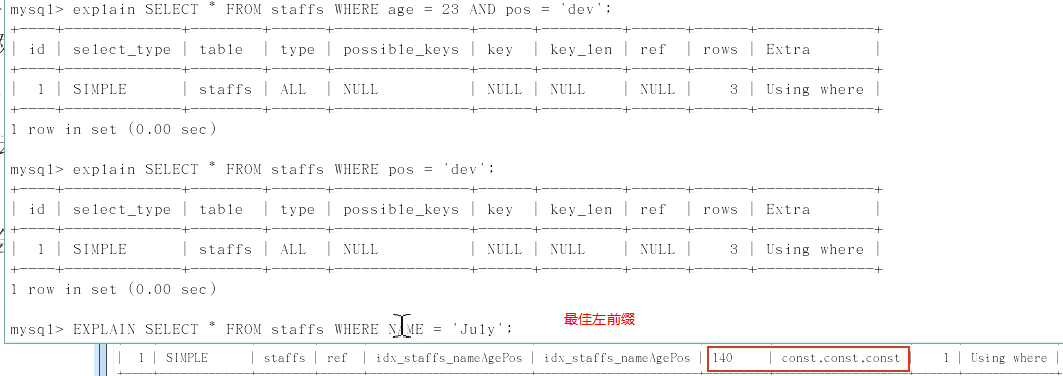 mysql> explain SELECT * FROM staffs WHERE age = 23 AND pos = 'dev';
| id | select_type | table | type | possible_keys | key | key_len | ref | rows | Extra |
| 1 | SIMPLE | staffs | ALL | NULL | NULL | NULL | NULL | 3 | Using where |
1 row in set (0.00 sec)
mysql> explain SELECT * FROM staffs WHERE pos = 'dev';
| id | select_type | table | type | possible_keys | key | key_len | ref | rows | Extra |
| 1 | SIMPLE | staffs | ALL | NULL | NULL | NULL | NULL | 3 | Using where |
1 row in set (0.00 sec)
mysql> EXPLAIN SELECT * FROM staffs WHERE NAME = 'July';
最佳左前缀
| 1 | SIMPLE | staffs | ref | idx_staffs_nameAgePos | idx_staffs_nameAgePos | 140 | const.const.const | 1 | Using where |